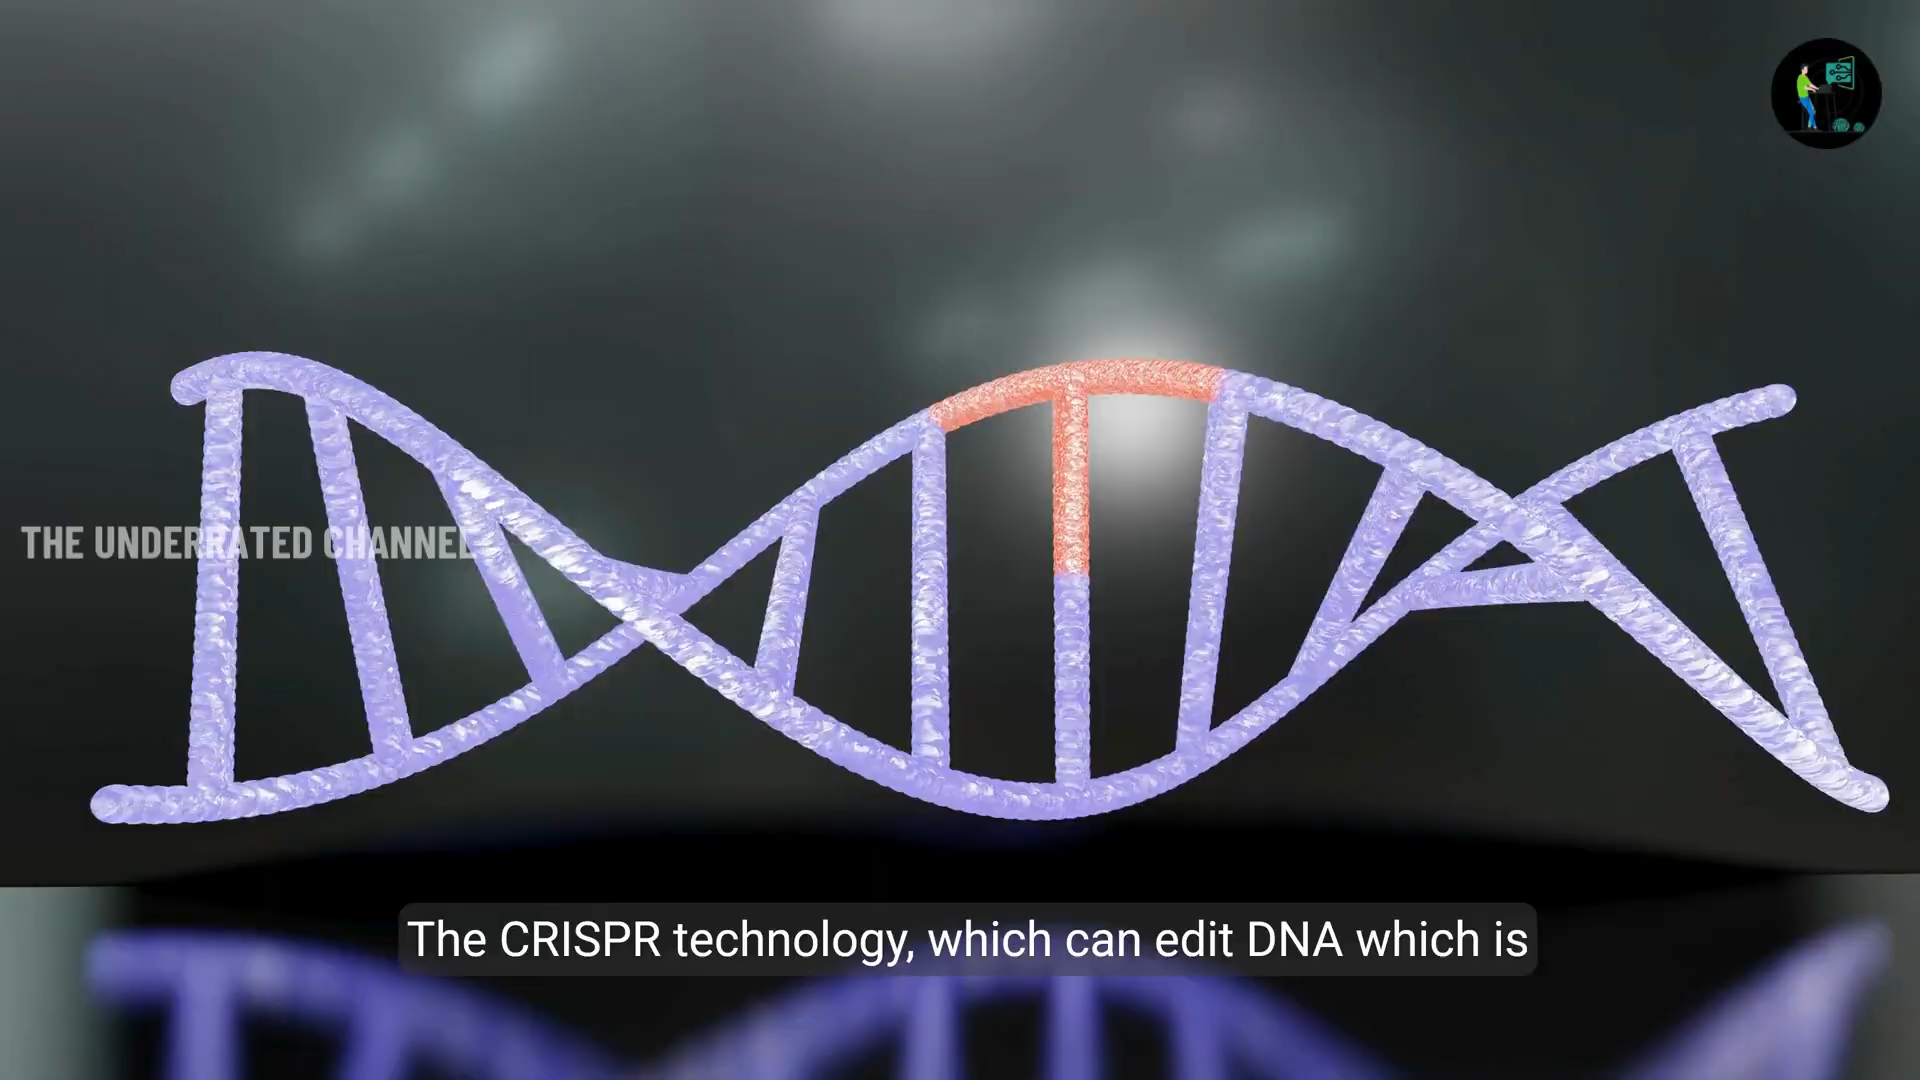 THE UNDERRATED CHANNEL
The CRISPR technology, which can edit DNA which is